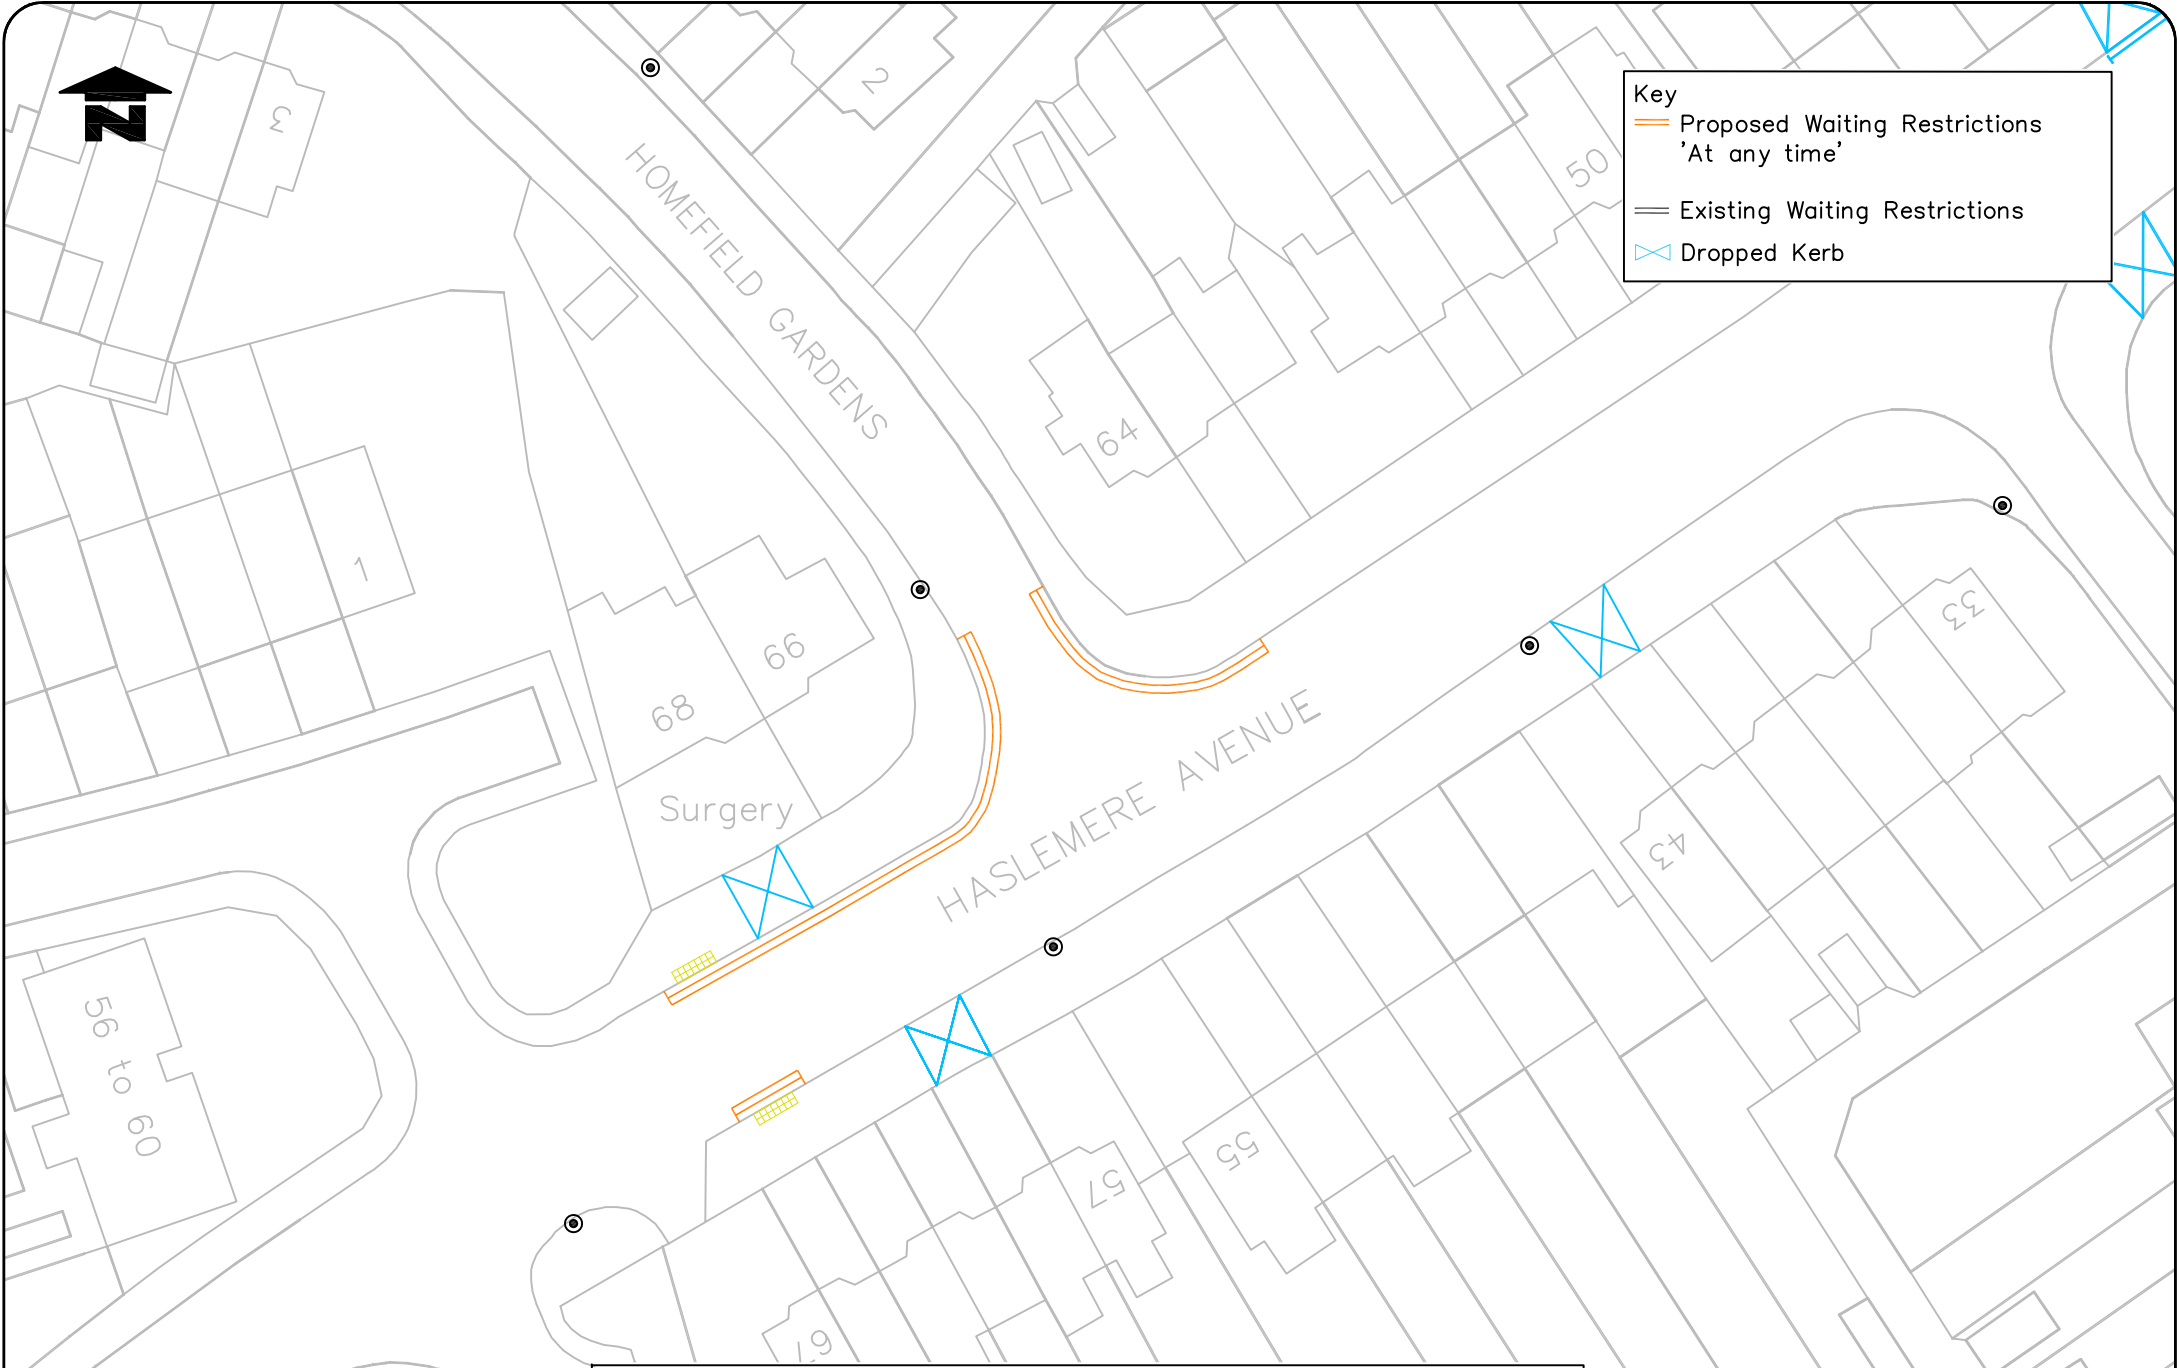 N
3
2
HOMEFIELD GARDENS
50
Key
Proposed Waiting Restrictions
'At any time'
Existing Waiting Restrictions
Dropped Kerb
64
1
66
68
33
Surgery
HASLEMERE AVENUE
43
56 to 60
55
57
67